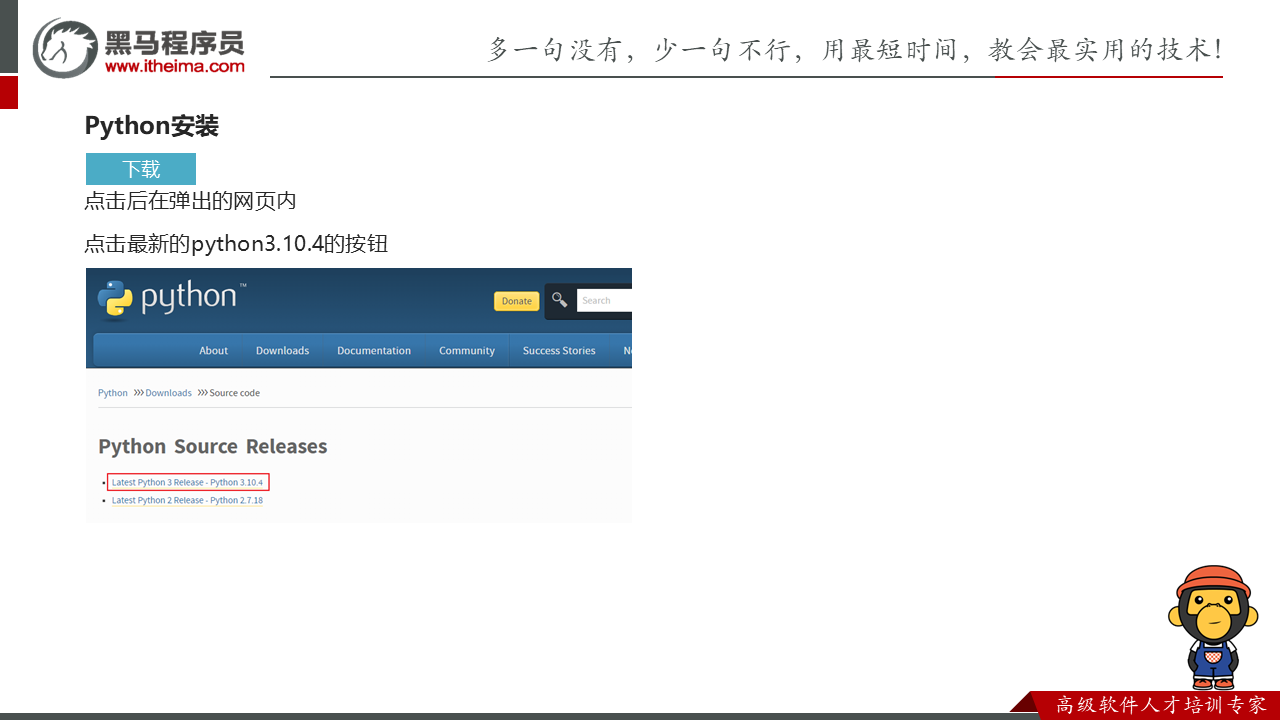 黑马程序员
www.itheima.com
多一句没有，少一句不行，用最短时间，教会最实用的技术！
Python安装
下载
点击后在弹出的网页内
点击最新的python3.10.4的按钮
python™
Donate
Search
About Downloads Documentation Community Success Stories
Python >>> Downloads >>> Source code
Python Source Releases
• Latest Python 3 Release - Python 3.10.4
• Latest Python 2 Release - Python 2.7.18
高级软件人才培训专家